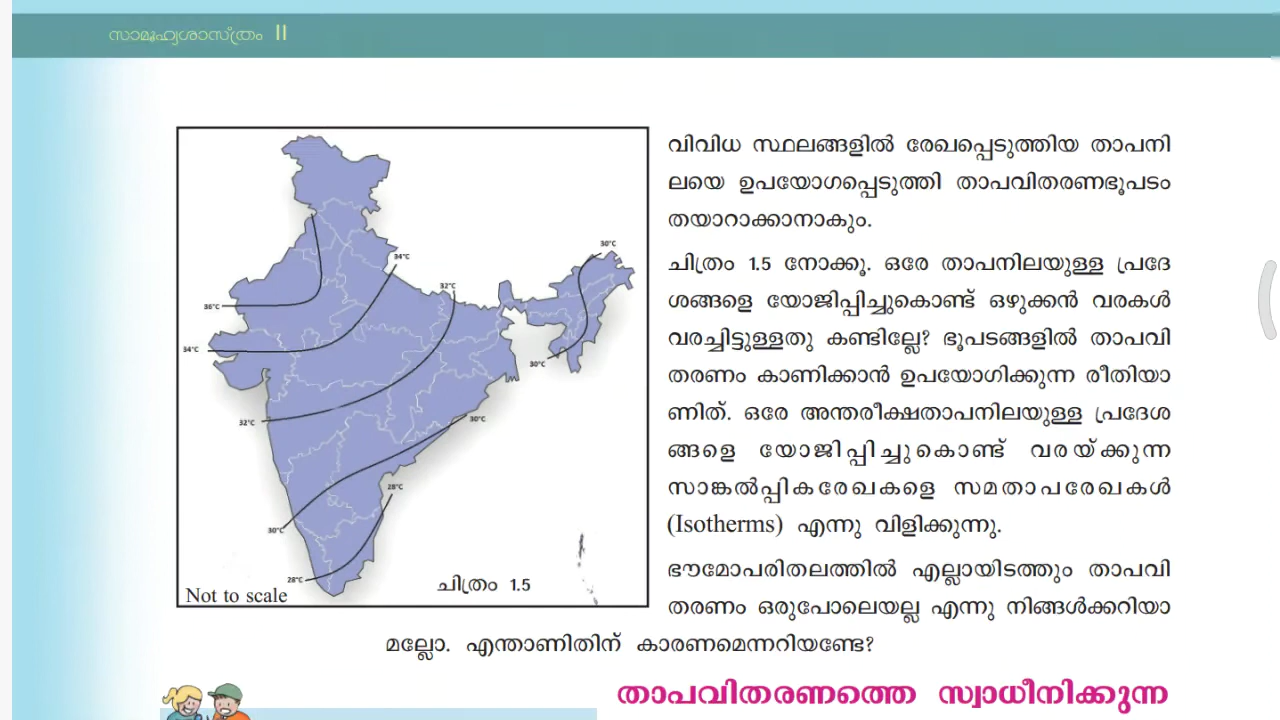 സാമൂഹ്യശാസ്ത്രം II
30°C
34°C
32°C
36°C
34°C
30°C
32°C
30°C
28°C
30°C
28°C
ചിത്രം 1.5
Not to scale
വിവിധ സ്ഥലങ്ങളിൽ രേഖപ്പെടുത്തിയ താപനി
ലയെ ഉപയോഗപ്പെടുത്തി താപവിതരണഭൂപടം
തയാറാക്കാനാകും.
ചിത്രം 1.5 നോക്കൂ. ഒരേ താപനിലയുള്ള പ്രദേ
ശങ്ങളെ യോജിപ്പിച്ചുകൊണ്ട് ഒഴുക്കൻ വരകൾ
വരച്ചിട്ടുള്ളതു കണ്ടില്ലേ? ഭൂപടങ്ങളിൽ താപവി
തരണം കാണിക്കാൻ ഉപയോഗിക്കുന്ന രീതിയാ
ണിത്. ഒരേ അന്തരീക്ഷതാപനിലയുള്ള പ്രദേശ
ങ്ങളെ യോജിപ്പിച്ചുകൊണ്ട് വരയ്ക്കുന്ന
സാങ്കൽപ്പികരേഖകളെ സമതാപരേഖകൾ
(Isotherms) എന്നു വിളിക്കുന്നു.
ഭൗമോപരിതലത്തിൽ എല്ലായിടത്തും താപവി
തരണം ഒരുപോലെയല്ല എന്നു നിങ്ങൾക്കറിയാ
മല്ലോ. എന്താണിതിന് കാരണമെന്നറിയണ്ടേ?
താപവിതരണത്തെ സ്വാധീനിക്കുന്ന